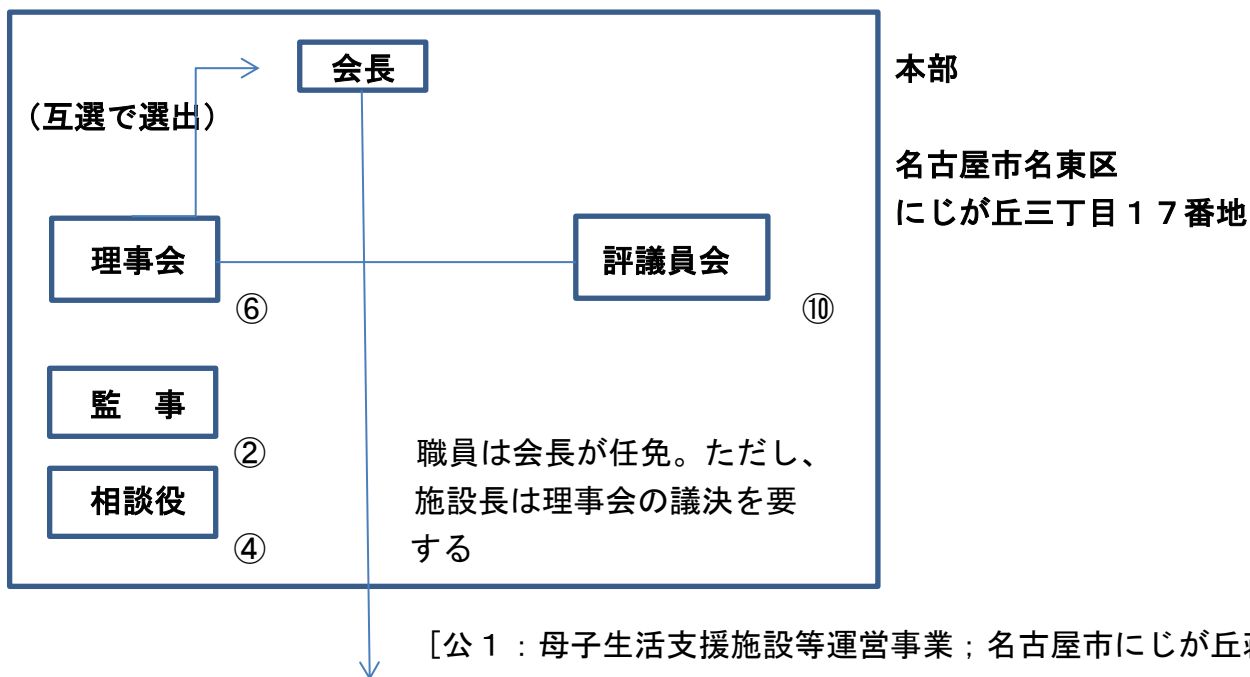 会長
本部
（互選で選出）
名古屋市名東区
にじが丘三丁目１７番地
理事会
評議員会
⑥
⑩
監　事
②
職員は会長が任免。ただし、
施設長は理事会の議決を要
する
相談役
④
［公１：母子生活支援施設等運営事業；名古屋市にじが丘